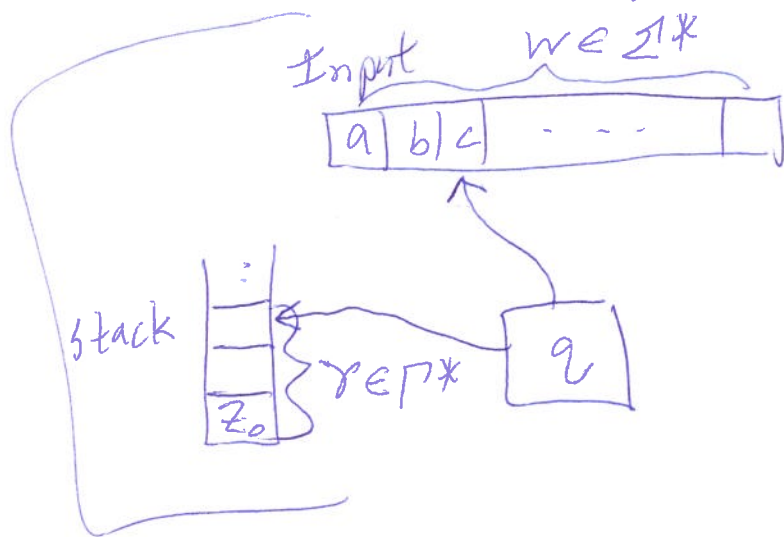 w ∈ Σ*
Input
a b c - - -
:
stack
γ ∈ Γ*
q
Z₀